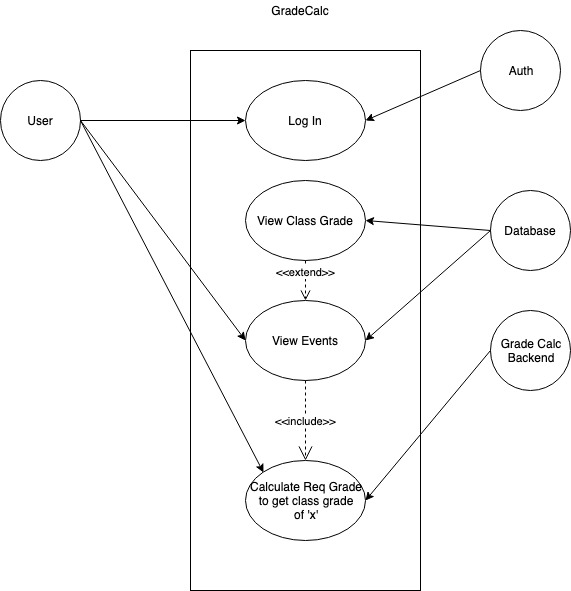 GradeCalc
Auth
User
Log In
View Class Grade
Database
<<extend>>
View Events
Grade Calc
Backend
<<include>>
Calculate Req Grade
to get class grade
of 'x'